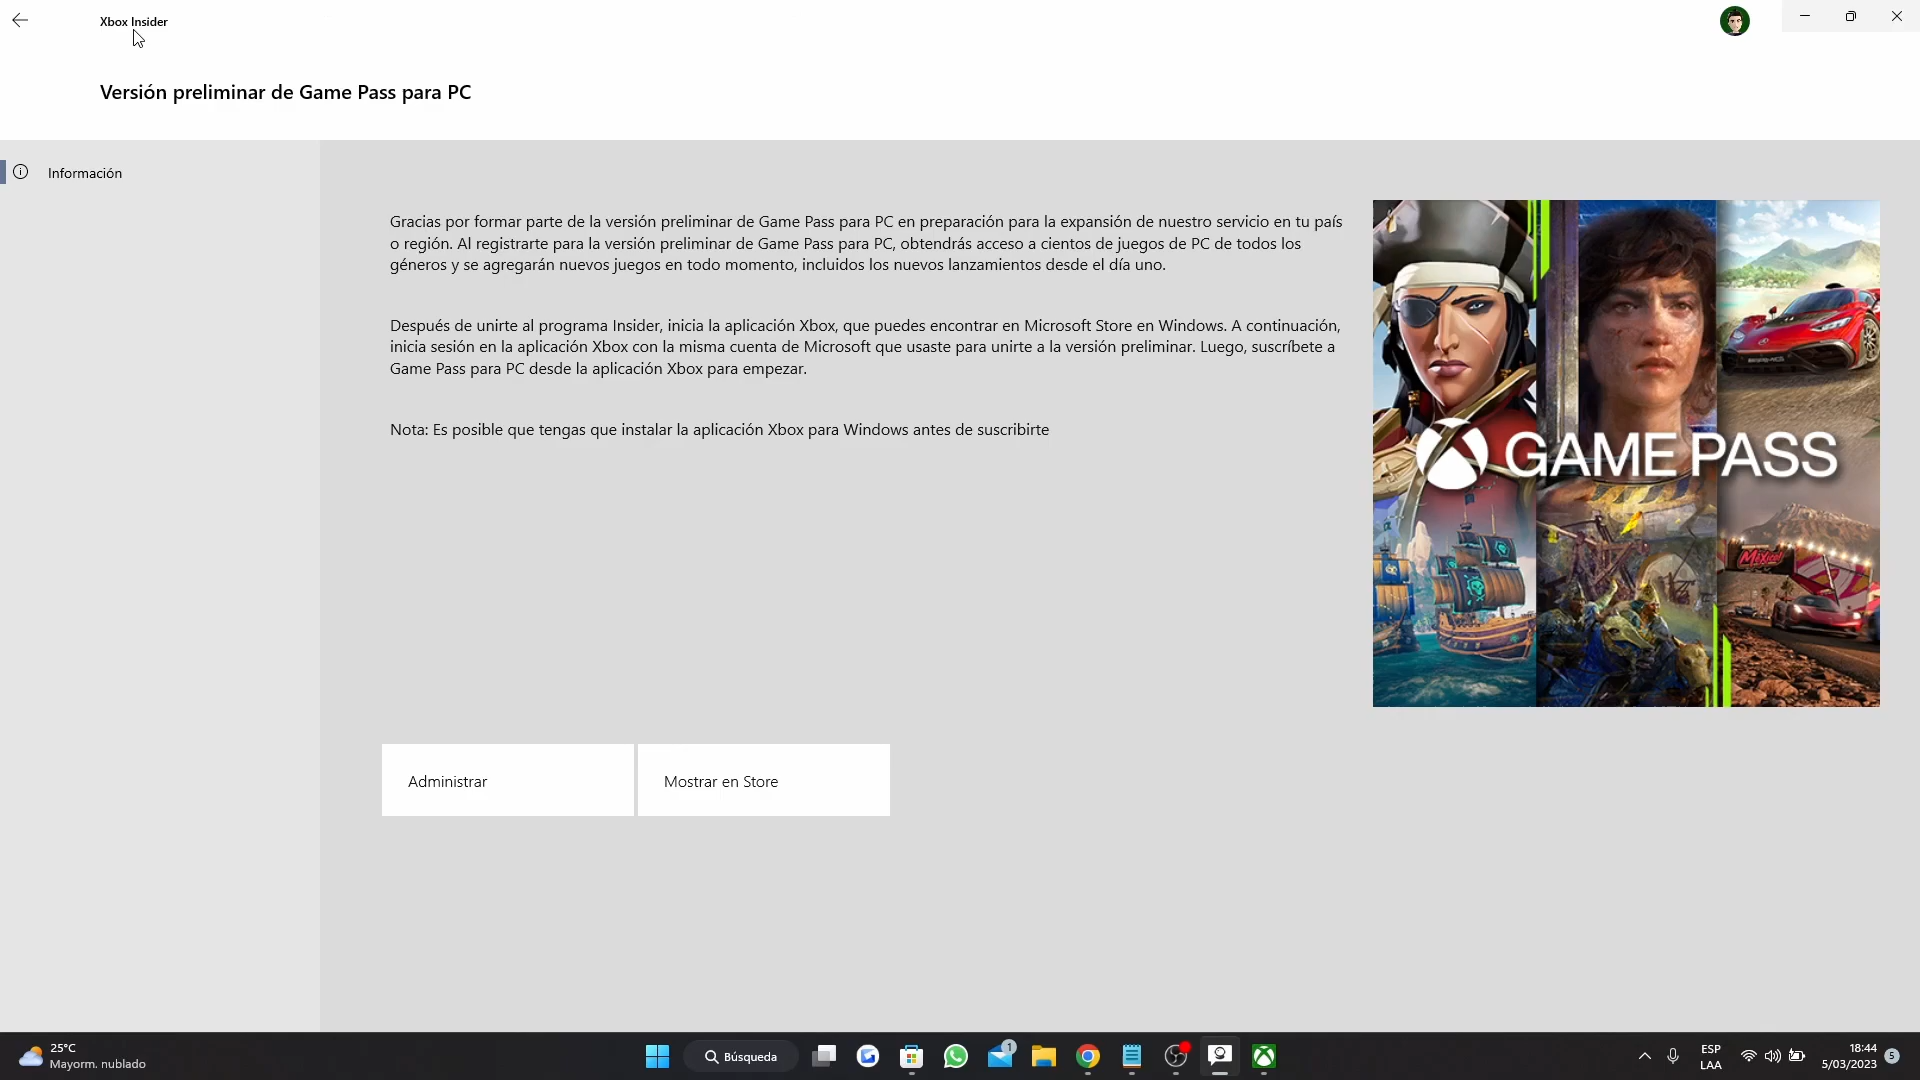 Xbox Insider
Versión preliminar de Game Pass para PC
Información
Gracias por formar parte de la versión preliminar de Game Pass para PC en preparación para la expansión de nuestro servicio en tu país
o región. Al registrarte para la versión preliminar de Game Pass para PC, obtendrás acceso a cientos de juegos de PC de todos los
géneros y se agregarán nuevos juegos en todo momento, incluidos los nuevos lanzamientos desde el día uno.
Después de unirte al programa Insider, inicia la aplicación Xbox, que puedes encontrar en Microsoft Store en Windows. A continuación,
inicia sesión en la aplicación Xbox con la misma cuenta de Microsoft que usaste para unirte a la versión preliminar. Luego, suscríbete a
Game Pass para PC desde la aplicación Xbox para empezar.
Nota: Es posible que tengas que instalar la aplicación Xbox para Windows antes de suscribirte
GAME PASS
Administrar
Mostrar en Store
25°C
Mayorm. nublado
Búsqueda
1
ESP
LAA
18:44
5/03/2023
5